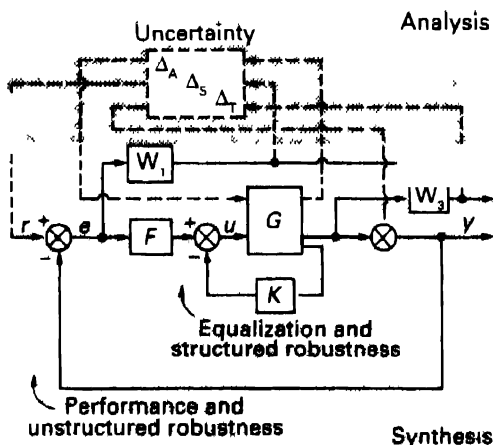 Analysis
Uncertainty
Δ_A
Δ_S
Δ_T
W_1
W_3
r + e F + u G y
-
-
K
Equalization and
structured robustness
Performance and
unstructured robustness
Synthesis